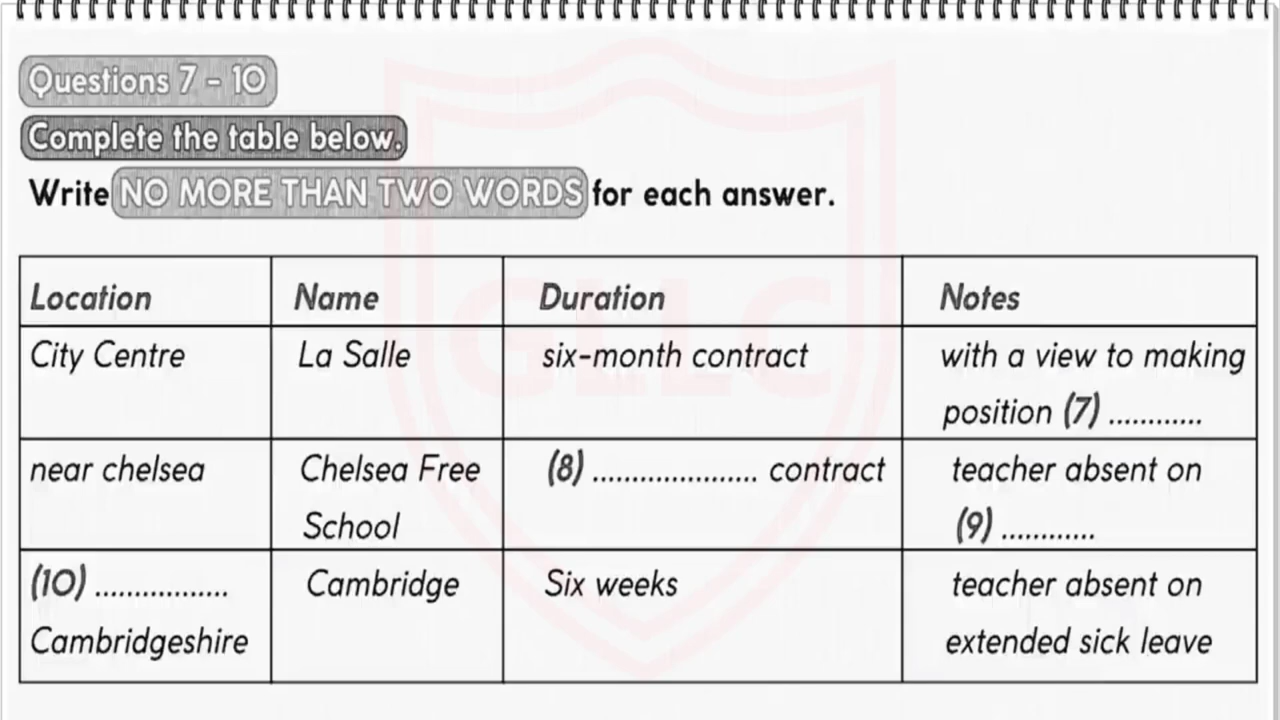 Questions 7 - 10
Complete the table below.
Write NO MORE THAN TWO WORDS for each answer.
Location Name Duration Notes
City Centre La Salle six-month contract with a view to making
position (7) ............
near chelsea Chelsea Free (8) ..................... contract teacher absent on
School (9) ............
(10) ................. Cambridge Six weeks teacher absent on
Cambridgeshire extended sick leave
GLLC